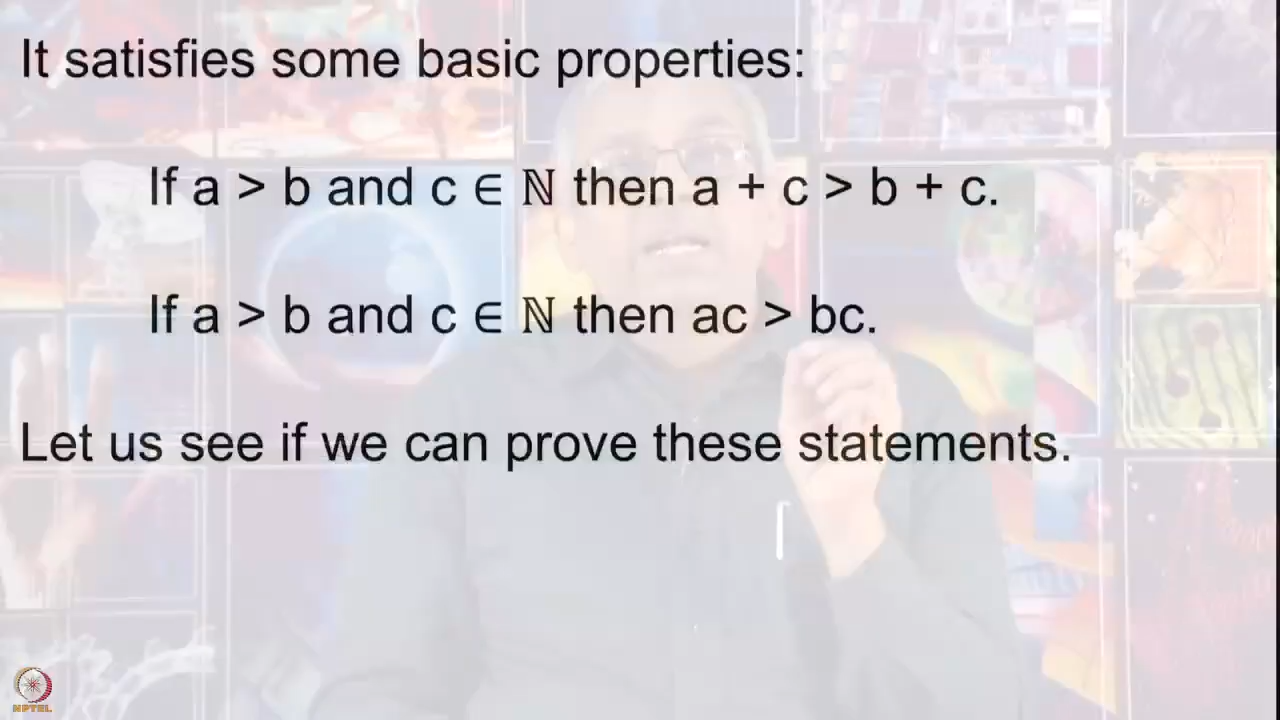 It satisfies some basic properties:
If a > b and c ∈ ℕ then a + c > b + c.
If a > b and c ∈ ℕ then ac > bc.
Let us see if we can prove these statements.
NPTEL